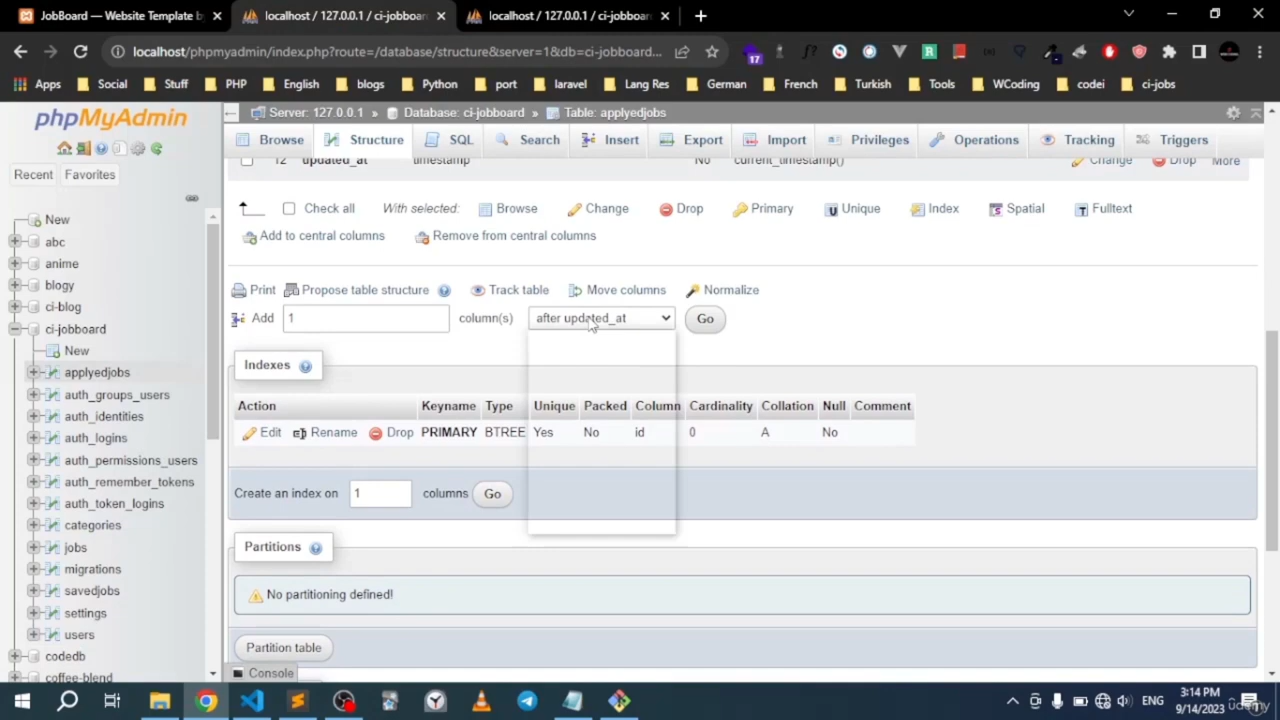 JobBoard — Website Template by
localhost / 127.0.0.1 / ci-jobboar
localhost / 127.0.0.1 / ci-jobboar
localhost/phpmyadmin/index.php?route=/database/structure&server=1&db=ci-jobboard...
17
Apps Social Stuff PHP English blogs Python port laravel Lang Res German French Turkish Tools WCoding codei ci-jobs
phpMyAdmin
Recent Favorites
New
abc
anime
blogy
ci-blog
ci-jobboard
New
applyedjobs
auth_groups_users
auth_identities
auth_logins
auth_permissions_users
auth_remember_tokens
auth_token_logins
categories
jobs
migrations
savedjobs
settings
users
codedb
coffee-blend
Server: 127.0.0.1 » Database: ci-jobboard » Table: applyedjobs
Browse Structure SQL Search Insert Export Import Privileges Operations Tracking Triggers
12 updated_at timestamp No current_timestamp() Change Drop More
Check all With selected: Browse Change Drop Primary Unique Index Spatial Fulltext
Add to central columns Remove from central columns
Print Propose table structure Track table Move columns Normalize
Add 1 column(s) after updated_at Go
Indexes
Action Keyname Type Unique Packed Column Cardinality Collation Null Comment
Edit Rename Drop PRIMARY BTREE Yes No id 0 A No
Create an index on 1 columns Go
Partitions
No partitioning defined!
Partition table
Console
ENG
3:14 PM
9/14/2023
udemy